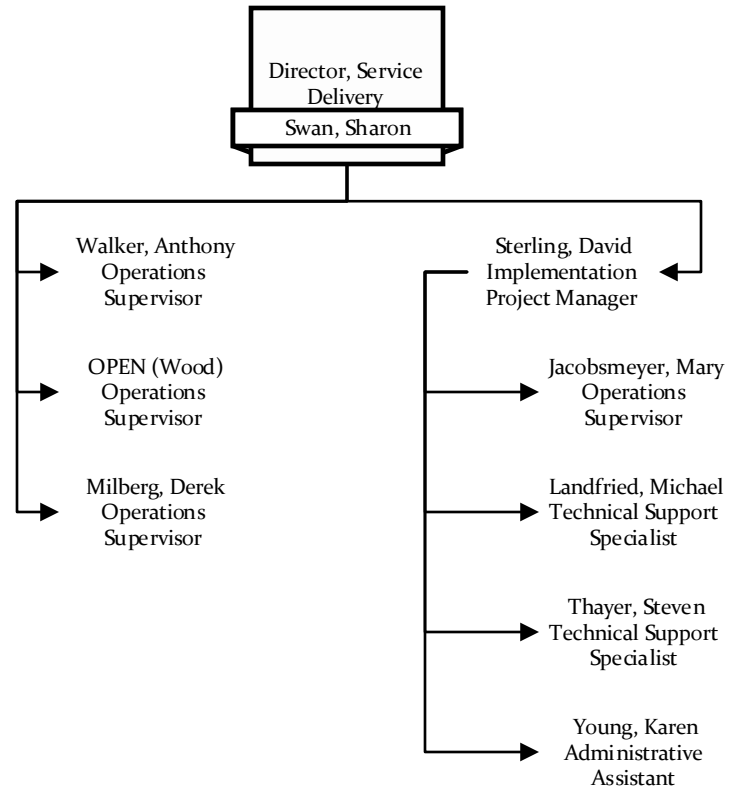 Director, Service
Delivery
Swan, Sharon
Walker, Anthony
Operations
Supervisor
OPEN (Wood)
Operations
Supervisor
Milberg, Derek
Operations
Supervisor
Sterling, David
Implementation
Project Manager
Jacobsmeyer, Mary
Operations
Supervisor
Landfried, Michael
Technical Support
Specialist
Thayer, Steven
Technical Support
Specialist
Young, Karen
Administrative
Assistant